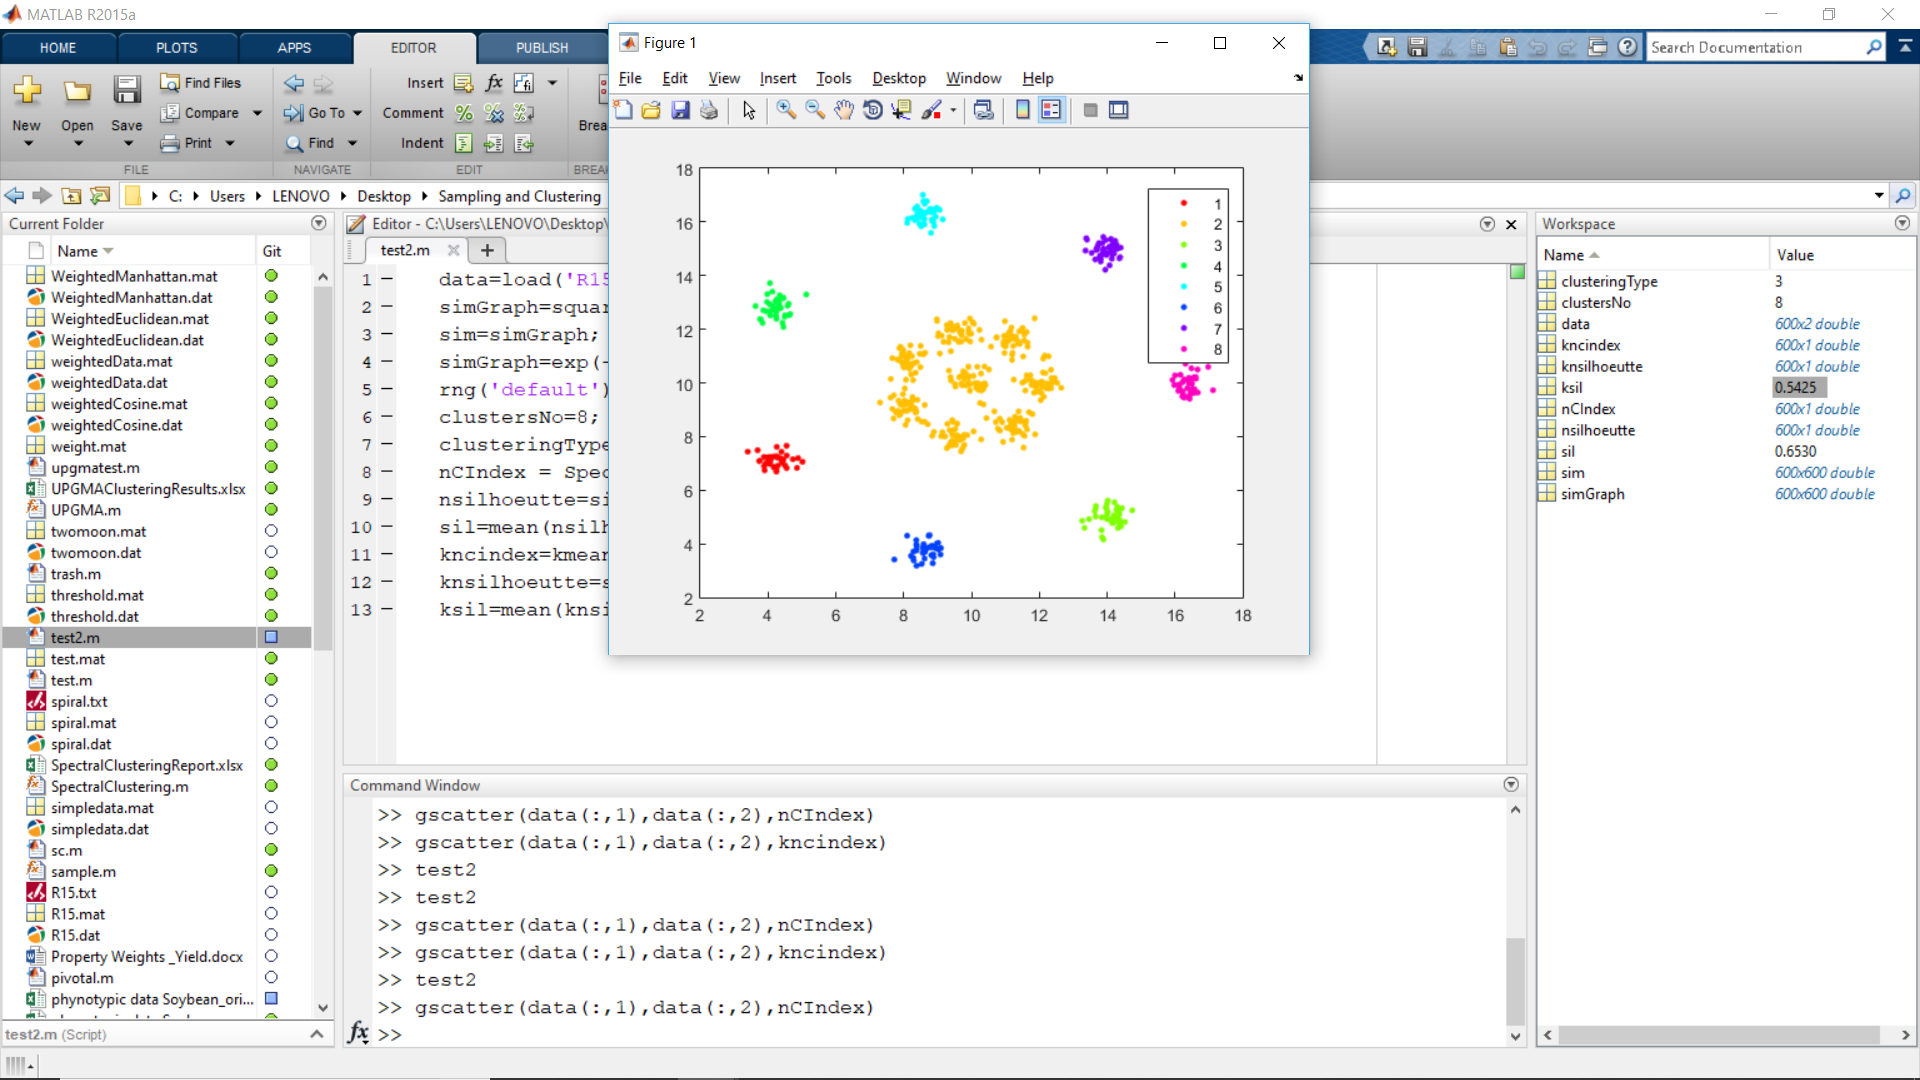 MATLAB R2015a
HOME
PLOTS
APPS
EDITOR
PUBLISH
Search Documentation
New
Open
Save
Find Files
Compare
Print
FILE
Go To
Find
NAVIGATE
Insert
fx
Comment
Indent
EDIT
C:
Users
LENOVO
Desktop
Sampling and Clustering
Current Folder
Name
Git
WeightedManhattan.mat
WeightedManhattan.dat
WeightedEuclidean.mat
WeightedEuclidean.dat
weightedData.mat
weightedData.dat
weightedCosine.mat
weightedCosine.dat
weight.mat
upgmatest.m
UPGMAClusteringResults.xlsx
UPGMA.m
twomoon.mat
twomoon.dat
trash.m
threshold.mat
threshold.dat
test2.m
test.mat
test.m
spiral.txt
spiral.mat
spiral.dat
SpectralClusteringReport.xlsx
SpectralClustering.m
simpledata.mat
simpledata.dat
sc.m
sample.m
R15.txt
R15.mat
R15.dat
Property Weights _Yield.docx
pivotal.m
phynotypic data Soybean_ori...
test2.m (Script)
Editor - C:\Users\LENOVO\Desktop\
test2.m
1 data=load('R15
2 simGraph=squar
3 sim=simGraph;
4 simGraph=exp(-
5 rng('default')
6 clustersNo=8;
7 clusteringType
8 nCIndex = Spec
9 nsilhoeutte=si
10 sil=mean(nsilh
11 kncindex=kmean
12 knsilhoeutte=s
13 ksil=mean(knsi
Figure 1
File Edit View Insert Tools Desktop Window Help
18
16
14
12
10
8
6
4
2
2 4 6 8 10 12 14 16 18
1
2
3
4
5
6
7
8
Command Window
>> gscatter(data(:,1),data(:,2),nCIndex)
>> gscatter(data(:,1),data(:,2),kncindex)
>> test2
>> test2
>> gscatter(data(:,1),data(:,2),nCIndex)
>> gscatter(data(:,1),data(:,2),kncindex)
>> test2
>> gscatter(data(:,1),data(:,2),nCIndex)
fx >>
Workspace
Name Value
clusteringType 3
clustersNo 8
data 600x2 double
kncindex 600x1 double
knsilhoeutte 600x1 double
ksil 0.5425
nCIndex 600x1 double
nsilhoeutte 600x1 double
sil 0.6530
sim 600x600 double
simGraph 600x600 double